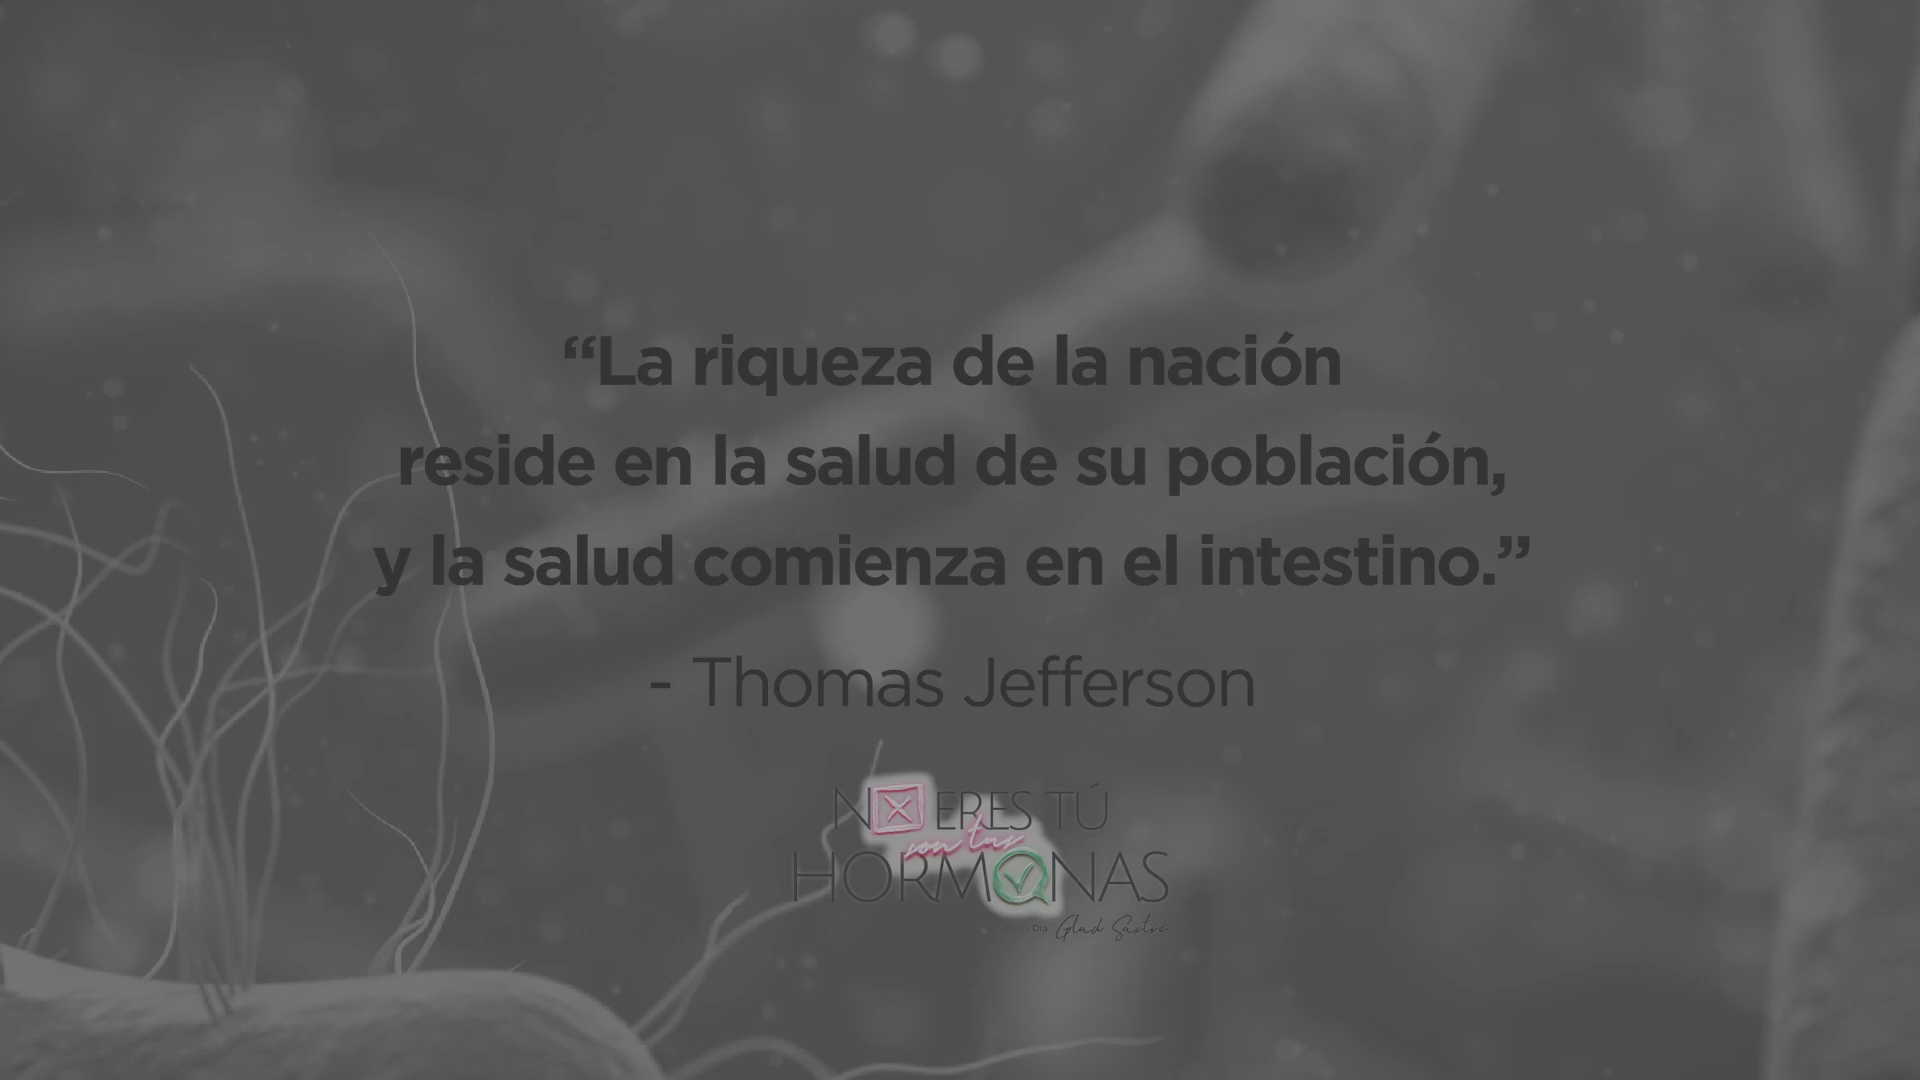 “La riqueza de la nación
reside en la salud de su población,
y la salud comienza en el intestino.”
- Thomas Jefferson
NO ERES TÚ
son tus
HORMONAS
Dra. Glad Sastre